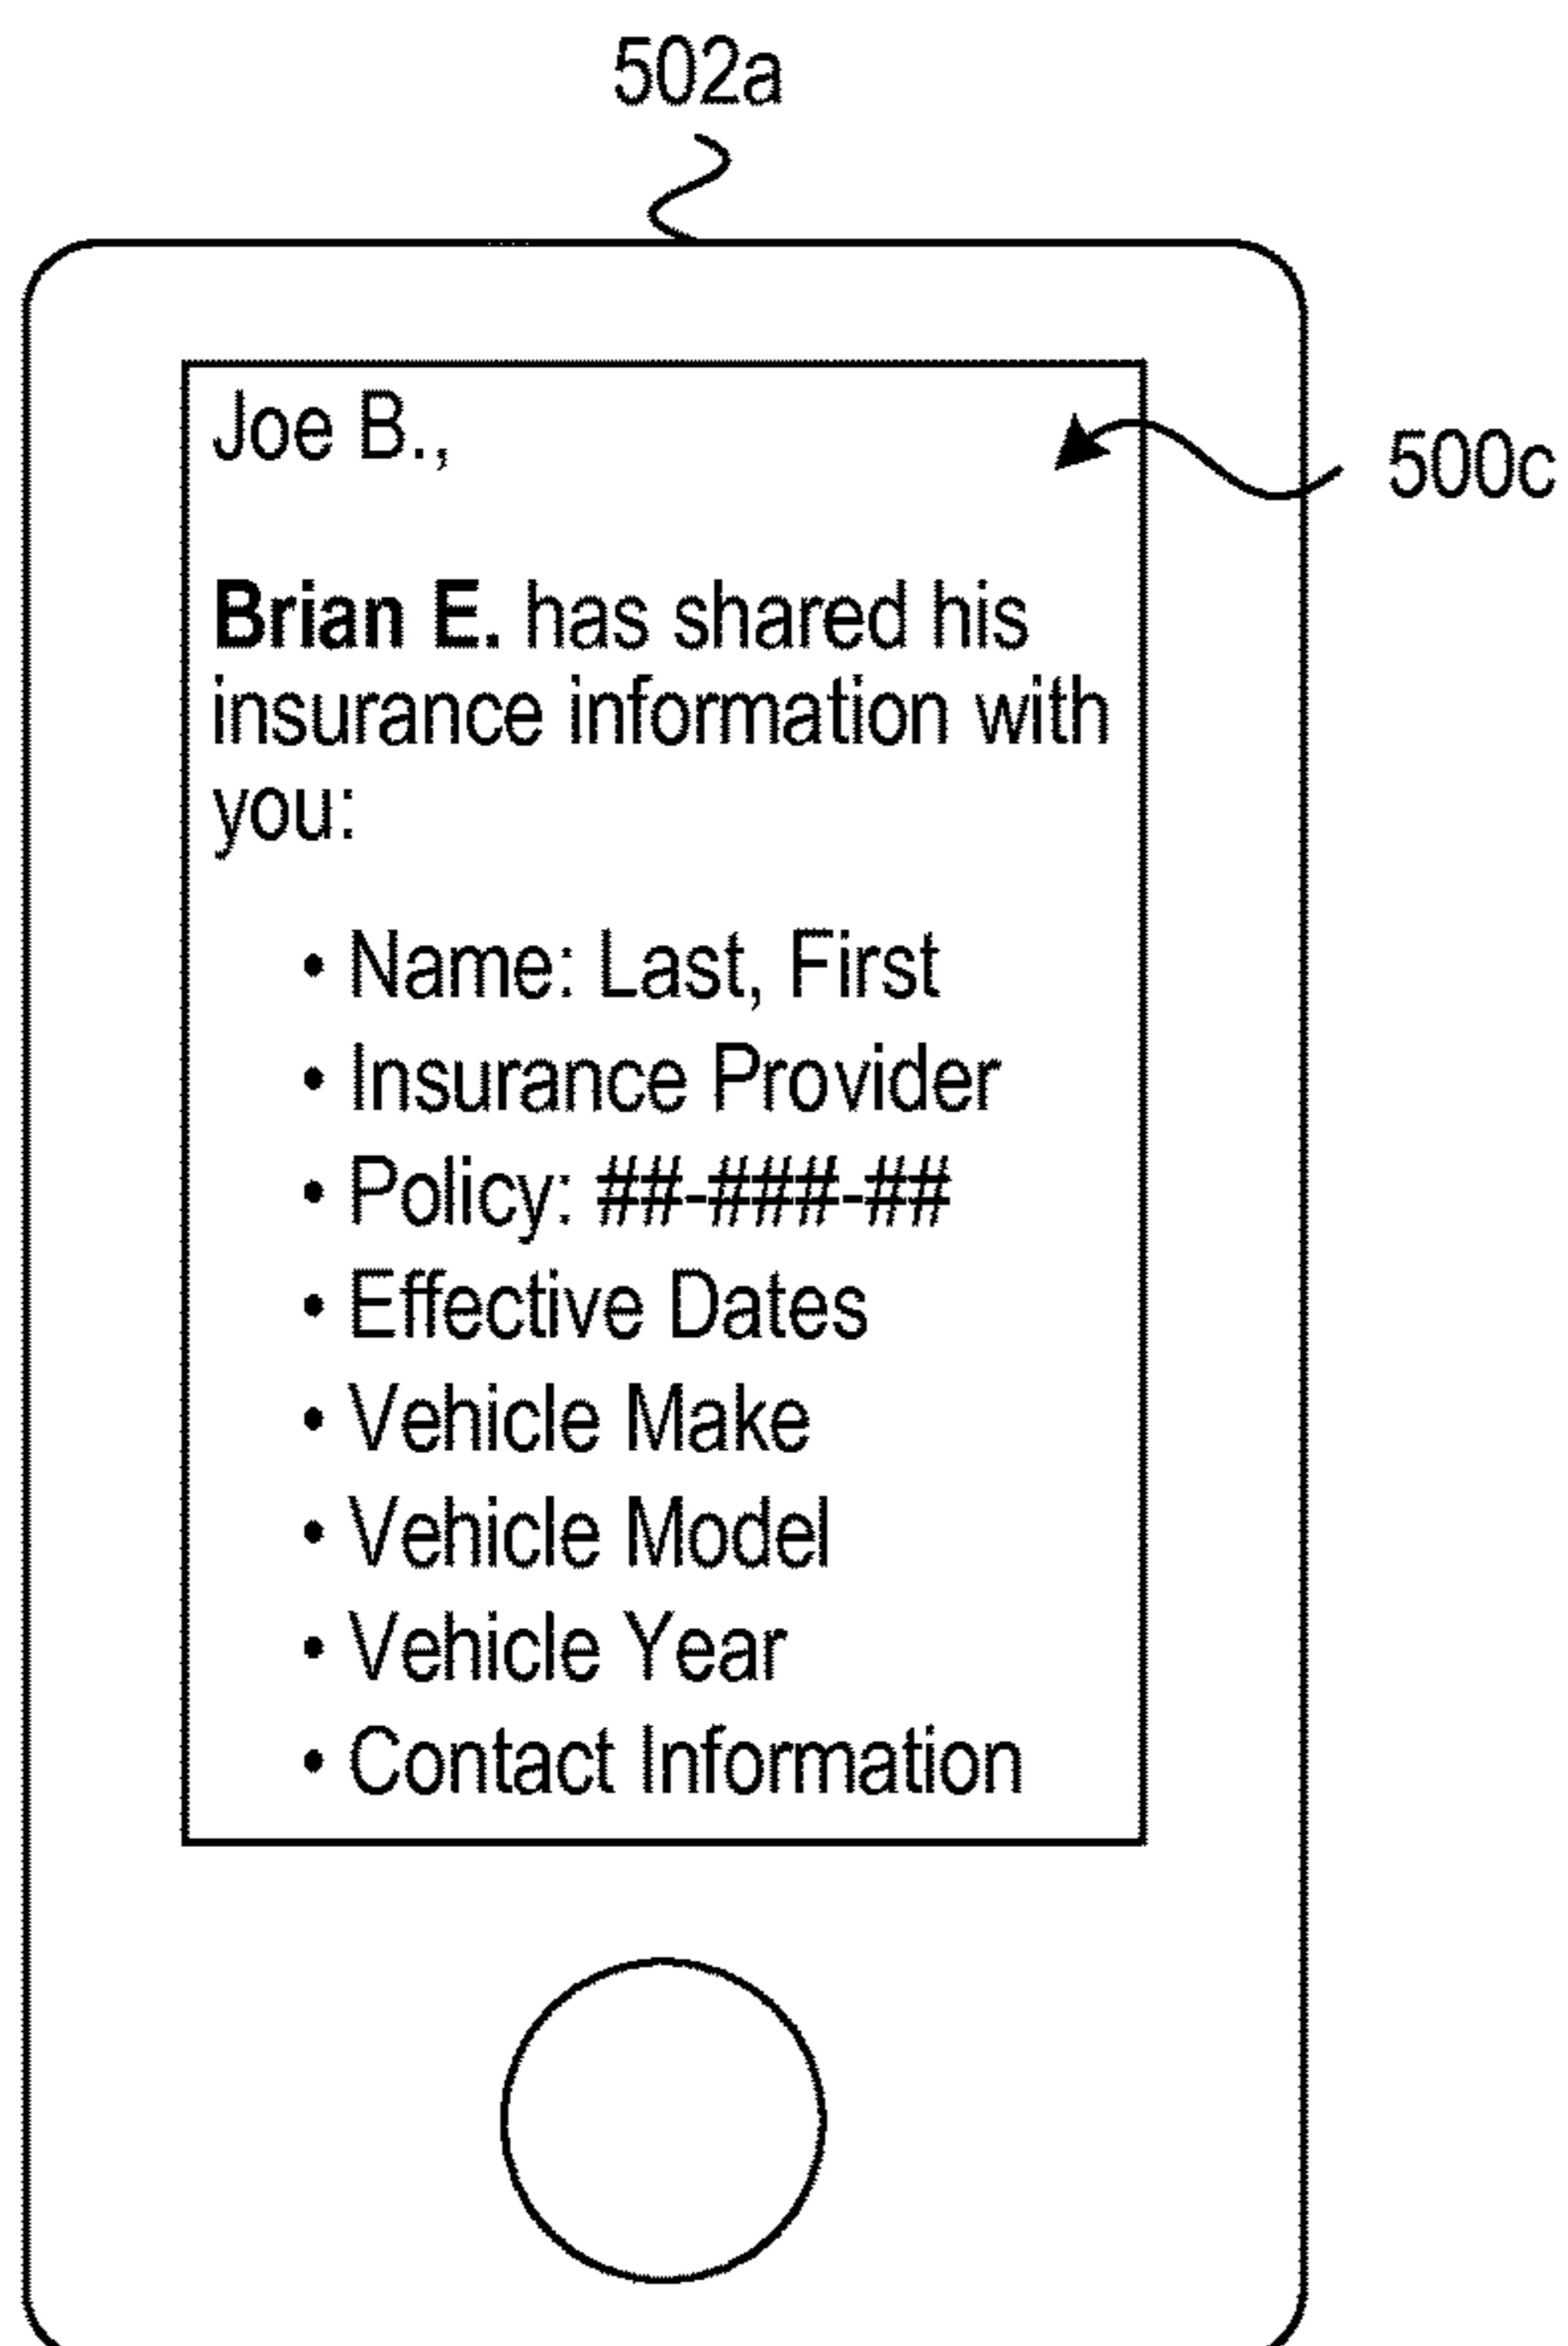 502a
Joe B.,
500c
Brian E. has shared his
insurance information with
you:
• Name: Last, First
• Insurance Provider
• Policy: ##-###-##
• Effective Dates
• Vehicle Make
• Vehicle Model
• Vehicle Year
• Contact Information